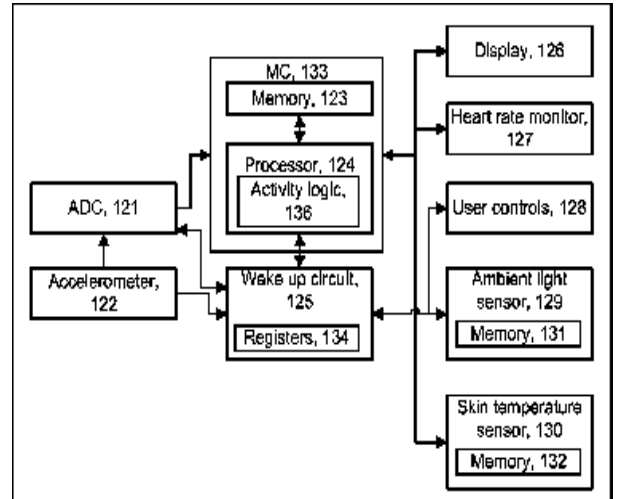 MC, 133
Memory, 123
Processor, 124
Activity logic,
136
ADC, 121
Accelerometer,
122
Wake up circuit,
125
Registers, 134
Display, 126
Heart rate monitor,
127
User controls, 128
Ambient light
sensor, 129
Memory, 131
Skin temperature
sensor, 130
Memory, 132